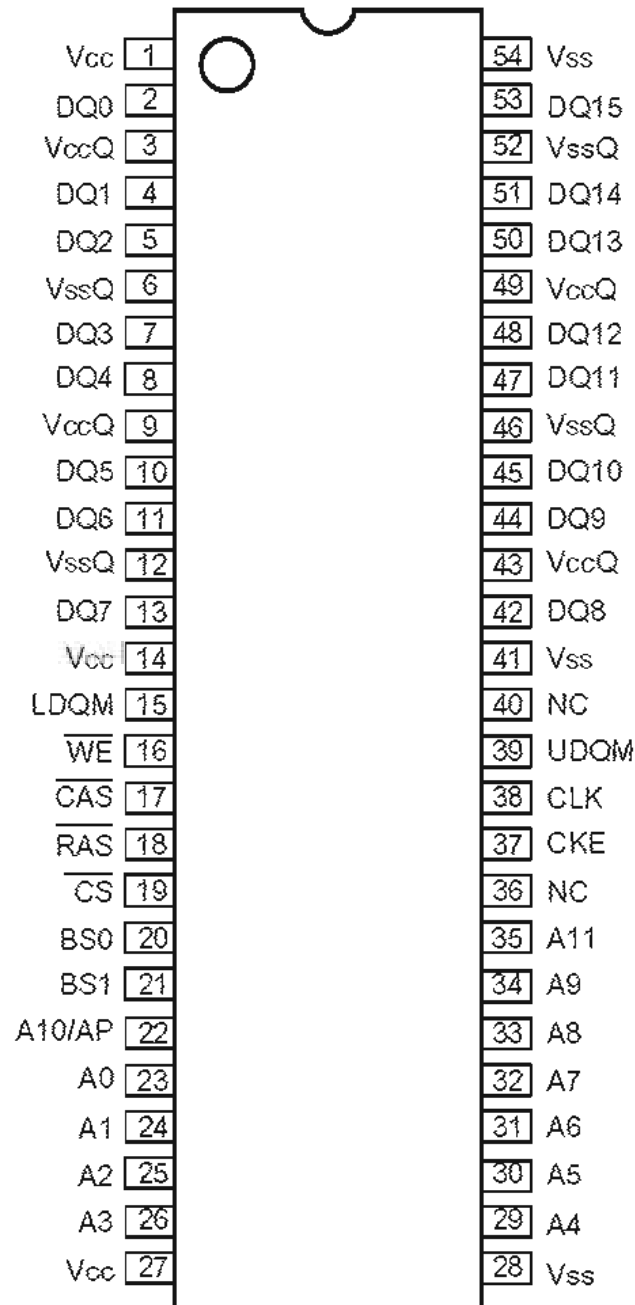 Vcc 1 54 Vss
DQ0 2 53 DQ15
VccQ 3 52 VssQ
DQ1 4 51 DQ14
DQ2 5 50 DQ13
VssQ 6 49 VccQ
DQ3 7 48 DQ12
DQ4 8 47 DQ11
VccQ 9 46 VssQ
DQ5 10 45 DQ10
DQ6 11 44 DQ9
VssQ 12 43 VccQ
DQ7 13 42 DQ8
Vcc 14 41 Vss
LDQM 15 40 NC
W̅E̅ 16 39 UDQM
C̅A̅S̅ 17 38 CLK
R̅A̅S̅ 18 37 CKE
C̅S̅ 19 36 NC
BS0 20 35 A11
BS1 21 34 A9
A10/AP 22 33 A8
A0 23 32 A7
A1 24 31 A6
A2 25 30 A5
A3 26 29 A4
Vcc 27 28 Vss